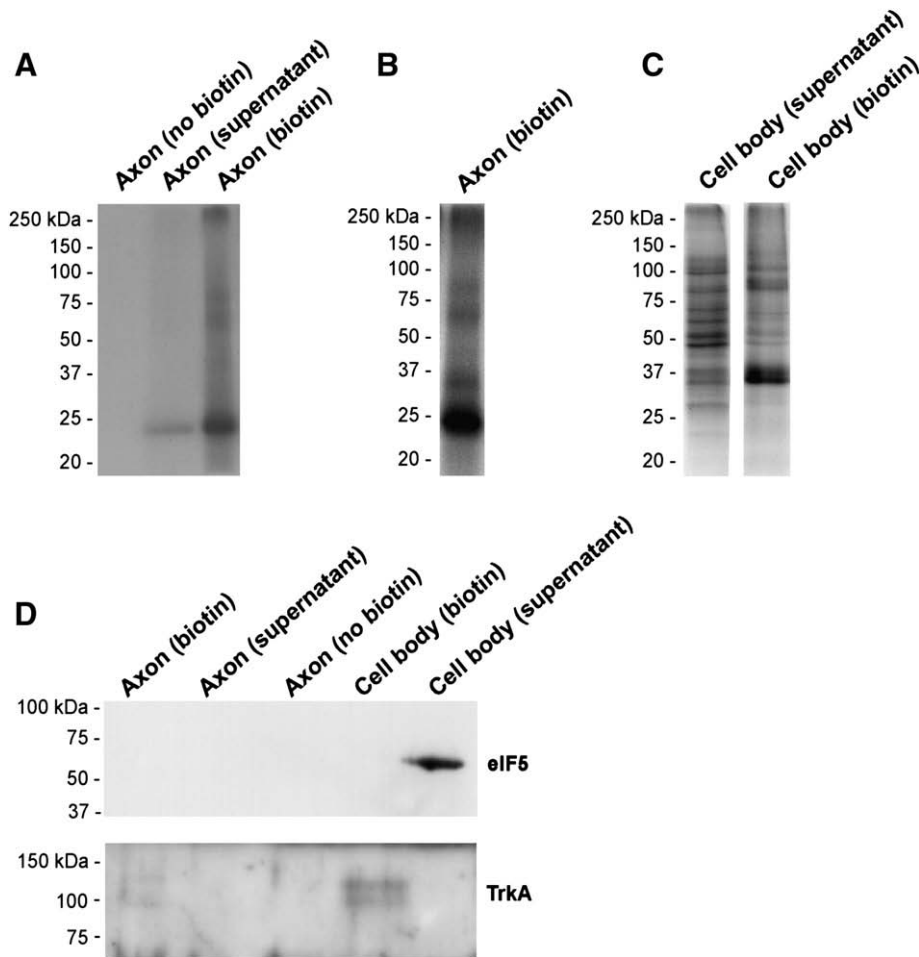 A
Axon (no biotin)
Axon (supernatant)
Axon (biotin)
250 kDa -
150 -
100 -
75 -
50 -
37 -
25 -
20 -
B
Axon (biotin)
250 kDa -
150 -
100 -
75 -
50 -
37 -
25 -
20 -
C
Cell body (supernatant)
Cell body (biotin)
250 kDa -
150 -
100 -
75 -
50 -
37 -
25 -
20 -
D
Axon (biotin)
Axon (supernatant)
Axon (no biotin)
Cell body (biotin)
Cell body (supernatant)
100 kDa -
75 -
50 -
37 -
eIF5
150 kDa -
100 -
75 -
TrkA